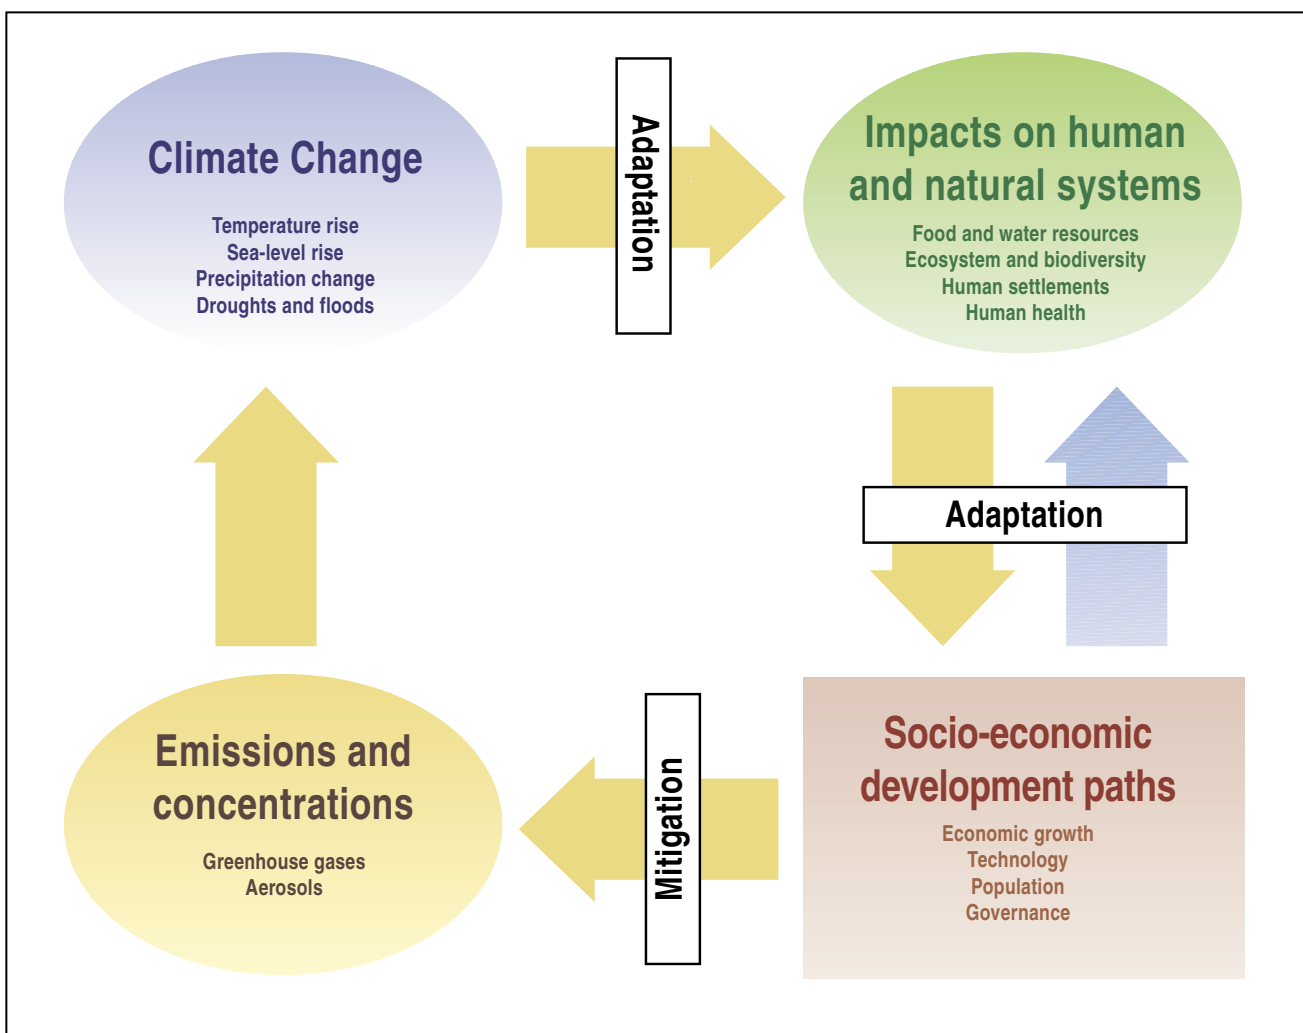 Climate Change
Temperature rise
Sea-level rise
Precipitation change
Droughts and floods
Adaptation
Impacts on human
and natural systems
Food and water resources
Ecosystem and biodiversity
Human settlements
Human health
Adaptation
Emissions and
concentrations
Greenhouse gases
Aerosols
Mitigation
Socio-economic
development paths
Economic growth
Technology
Population
Governance